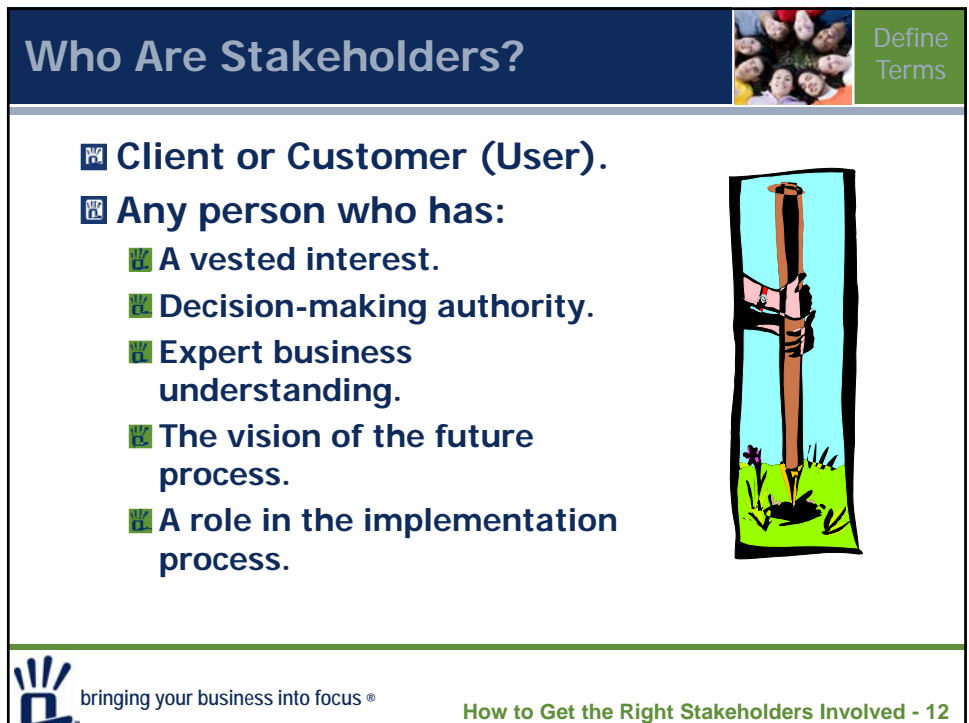 Who Are Stakeholders?
Define
Terms
Client or Customer (User).
Any person who has:
A vested interest.
Decision-making authority.
Expert business
understanding.
The vision of the future
process.
A role in the implementation
process.
bringing your business into focus ®
How to Get the Right Stakeholders Involved - 12